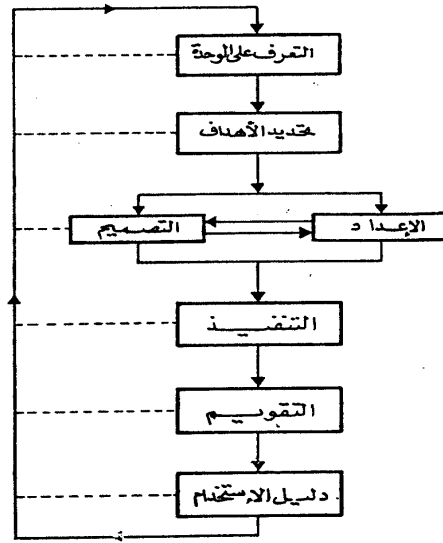 التعرف على الوحدة
تحديد الأهداف
الإعداد
التصميم
التنفيذ
التقويم
دليل الاستخدام